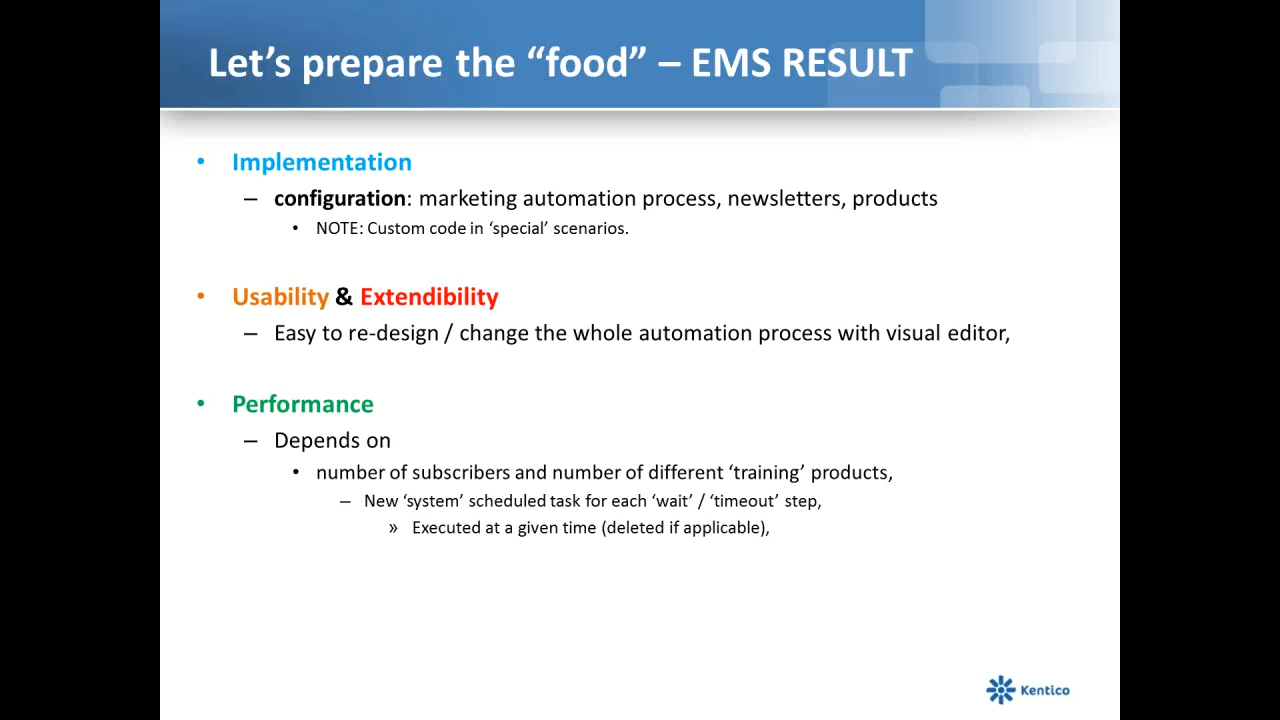 Let’s prepare the “food” – EMS RESULT
• Implementation
– configuration: marketing automation process, newsletters, products
• NOTE: Custom code in ‘special’ scenarios.
• Usability & Extendibility
– Easy to re-design / change the whole automation process with visual editor,
• Performance
– Depends on
• number of subscribers and number of different ‘training’ products,
– New ‘system’ scheduled task for each ‘wait’ / ‘timeout’ step,
» Executed at a given time (deleted if applicable),
Kentico